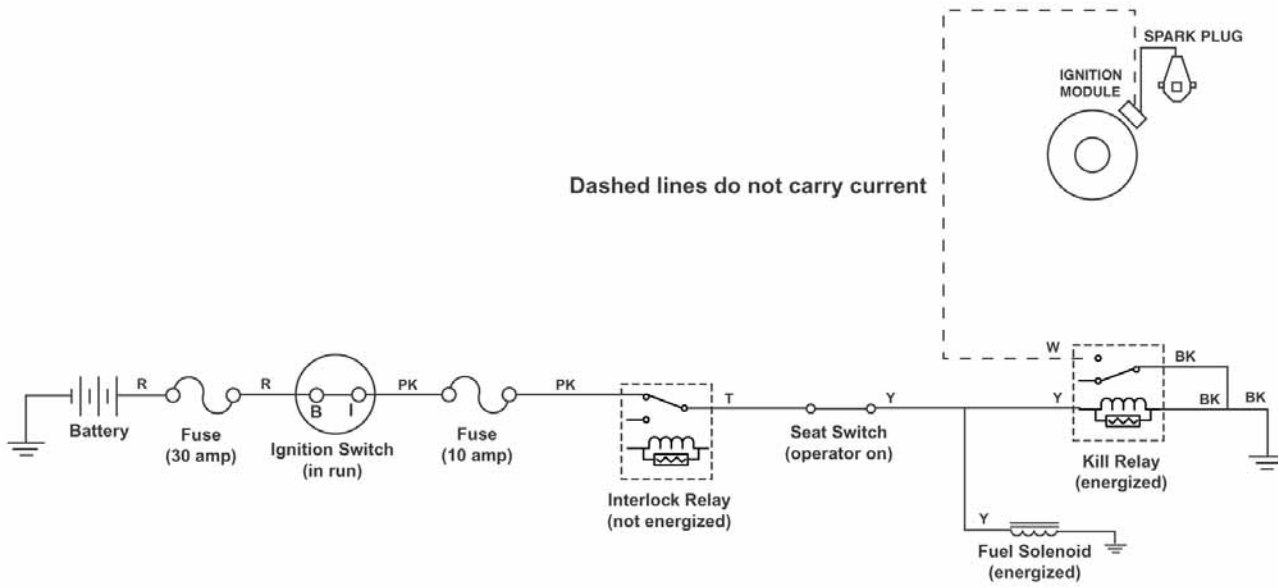 SPARK PLUG
IGNITION
MODULE
Dashed lines do not carry current
W
BK
R
R
B
I
PK
PK
T
Y
Y
BK
BK
Battery
Fuse
(30 amp)
Ignition Switch
(in run)
Fuse
(10 amp)
Seat Switch
(operator on)
Kill Relay
(energized)
Interlock Relay
(not energized)
Y
Fuel Solenoid
(energized)